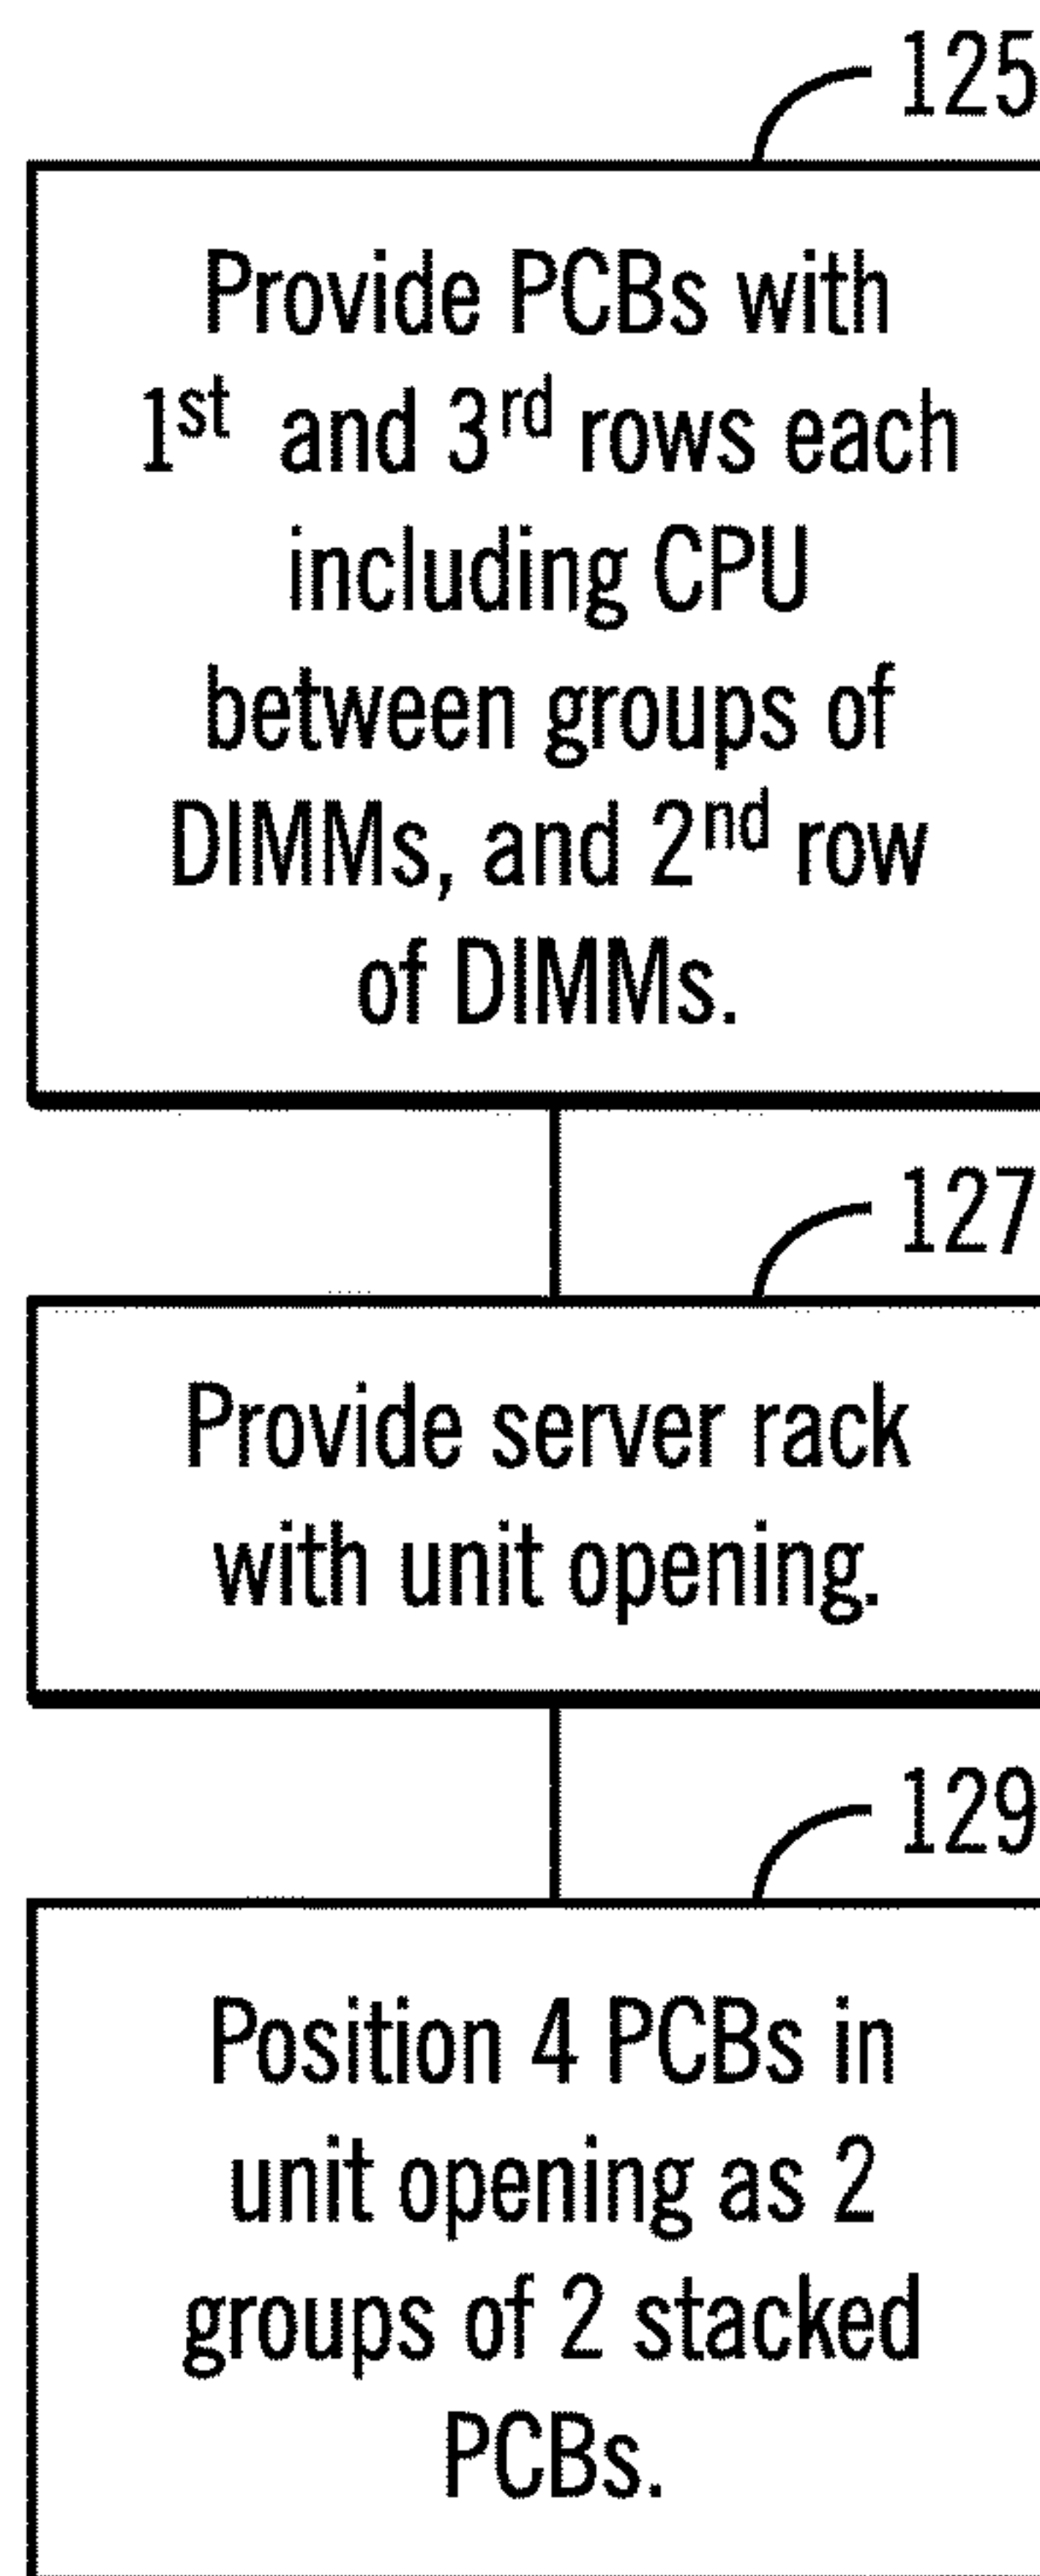 125
Provide PCBs with
1st and 3rd rows each
including CPU
between groups of
DIMMs, and 2nd row
of DIMMs.
127
Provide server rack
with unit opening.
129
Position 4 PCBs in
unit opening as 2
groups of 2 stacked
PCBs.